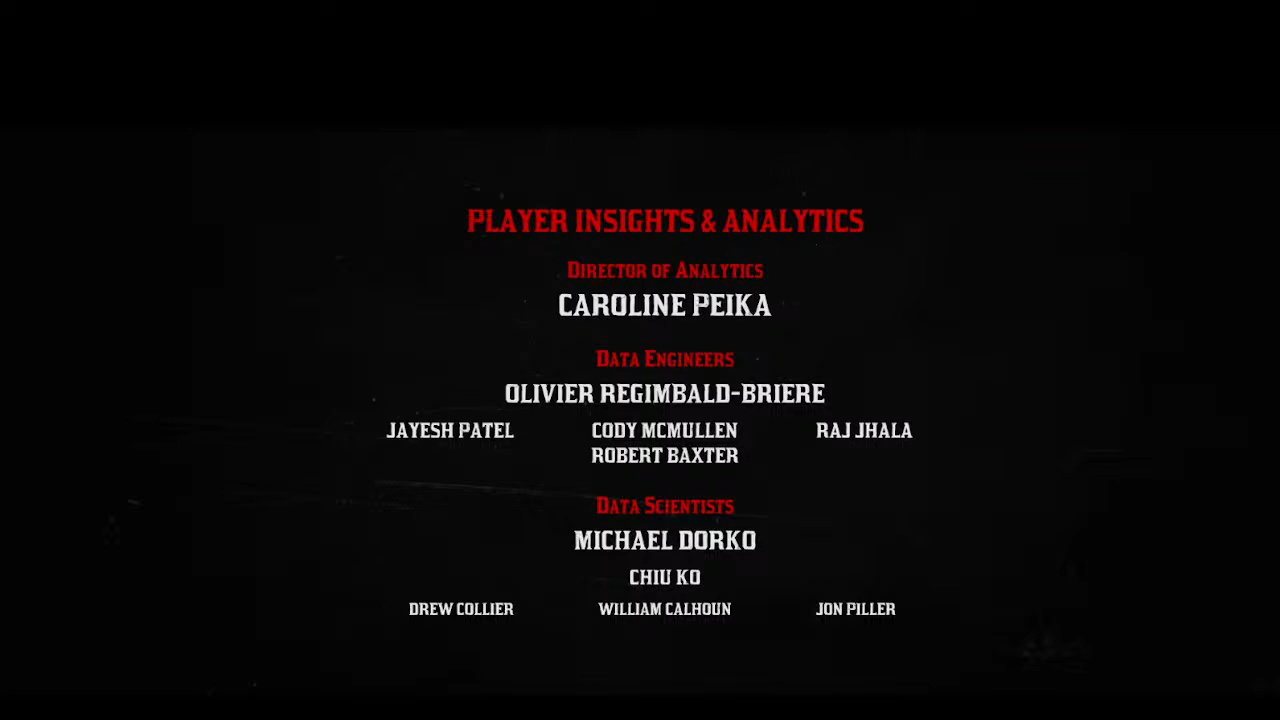 PLAYER INSIGHTS & ANALYTICS
DIRECTOR OF ANALYTICS
CAROLINE PEIKA
DATA ENGINEERS
OLIVIER REGIMBALD-BRIERE
JAYESH PATEL CODY MCMULLEN RAJ JHALA
ROBERT BAXTER
DATA SCIENTISTS
MICHAEL DORKO
CHIU KO
DREW COLLIER WILLIAM CALHOUN JON PILLER